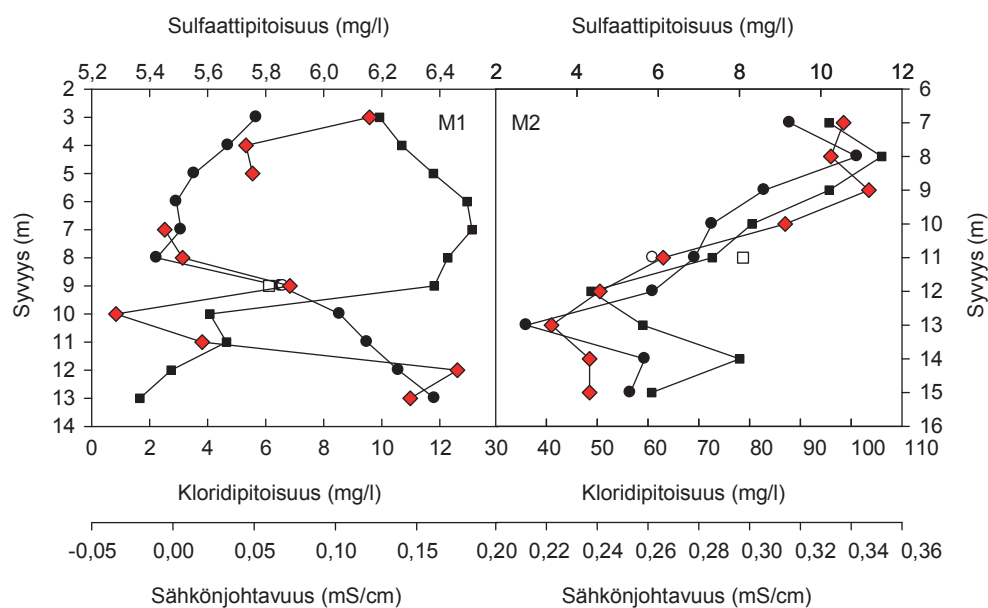 Sulfaattipitoisuus (mg/l) Sulfaattipitoisuus (mg/l)
5,2 5,4 5,6 5,8 6,0 6,2 6,4 2 4 6 8 10 12
2 6
3 M1 M2 7
4 8
5 9
6 10
7 11
8 12
9 13
10 14
11 15
12 16
13
14
Syvyys (m) Syvyys (m)
0 2 4 6 8 10 12 30 40 50 60 70 80 90 100 110
Kloridipitoisuus (mg/l) Kloridipitoisuus (mg/l)
-0,05 0,00 0,05 0,10 0,15 0,20 0,22 0,24 0,26 0,28 0,30 0,32 0,34 0,36
Sähkönjohtavuus (mS/cm) Sähkönjohtavuus (mS/cm)